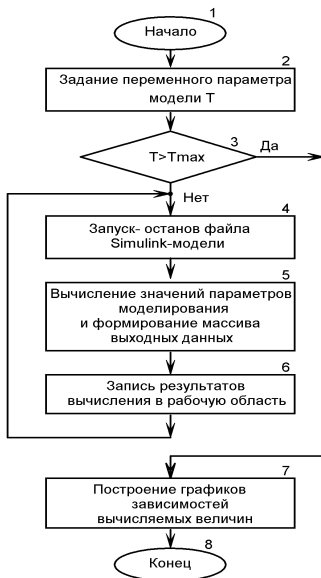 1
Начало
2
Задание переменного параметра
модели T
3
T>Tmax
Да
Нет
4
Запуск- останов файла
Simulink-модели
5
Вычисление значений параметров
моделирования
и формирование массива
выходных данных
6
Запись результатов
вычисления в рабочую область
7
Построение графиков
зависимостей
вычисляемых величин
8
Конец